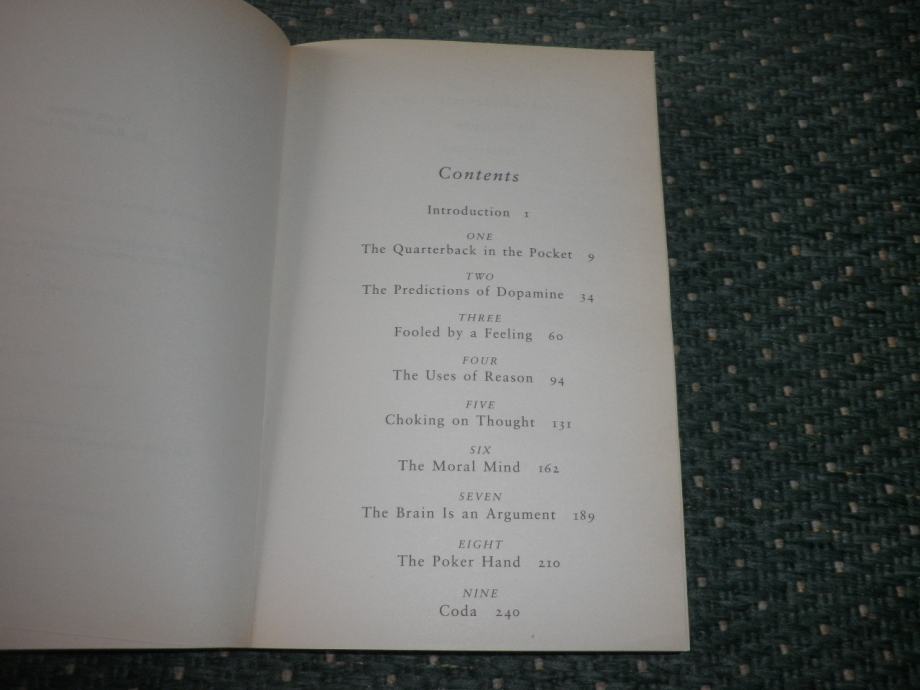 Contents
Introduction 1
ONE
The Quarterback in the Pocket 9
TWO
The Predictions of Dopamine 34
THREE
Fooled by a Feeling 60
FOUR
The Uses of Reason 94
FIVE
Choking on Thought 131
SIX
The Moral Mind 162
SEVEN
The Brain Is an Argument 189
EIGHT
The Poker Hand 210
NINE
Coda 240